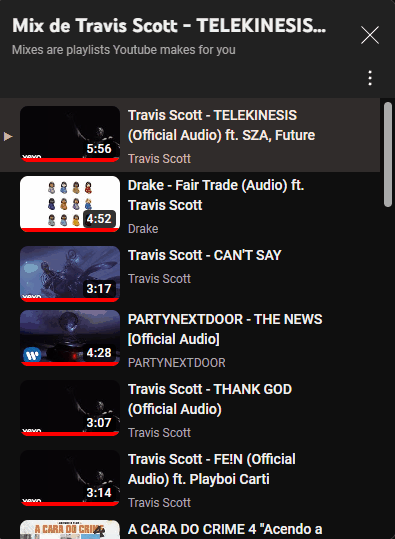 Mix de Travis Scott - TELEKINESIS...
Mixes are playlists Youtube makes for you
Travis Scott - TELEKINESIS
(Official Audio) ft. SZA, Future
Travis Scott
vevo
5:56
Drake - Fair Trade (Audio) ft.
Travis Scott
Drake
4:52
Travis Scott - CAN'T SAY
Travis Scott
vevo
3:17
PARTYNEXTDOOR - THE NEWS
[Official Audio]
PARTYNEXTDOOR
4:28
Travis Scott - THANK GOD
(Official Audio)
Travis Scott
vevo
3:07
Travis Scott - FE!N (Official
Audio) ft. Playboi Carti
Travis Scott
vevo
3:14
A CARA DO CRIME 4 "Acendo a
A CARA DO CRIME